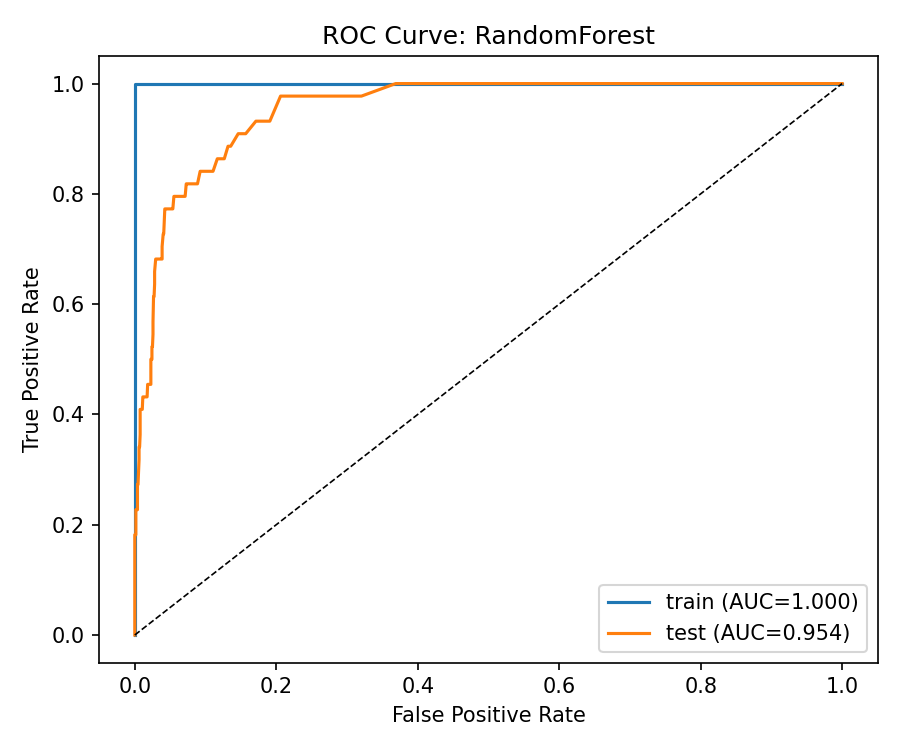 ROC Curve: RandomForest
True Positive Rate
1.0
0.8
0.6
0.4
0.2
0.0
0.0 0.2 0.4 0.6 0.8 1.0
False Positive Rate
train (AUC=1.000)
test (AUC=0.954)